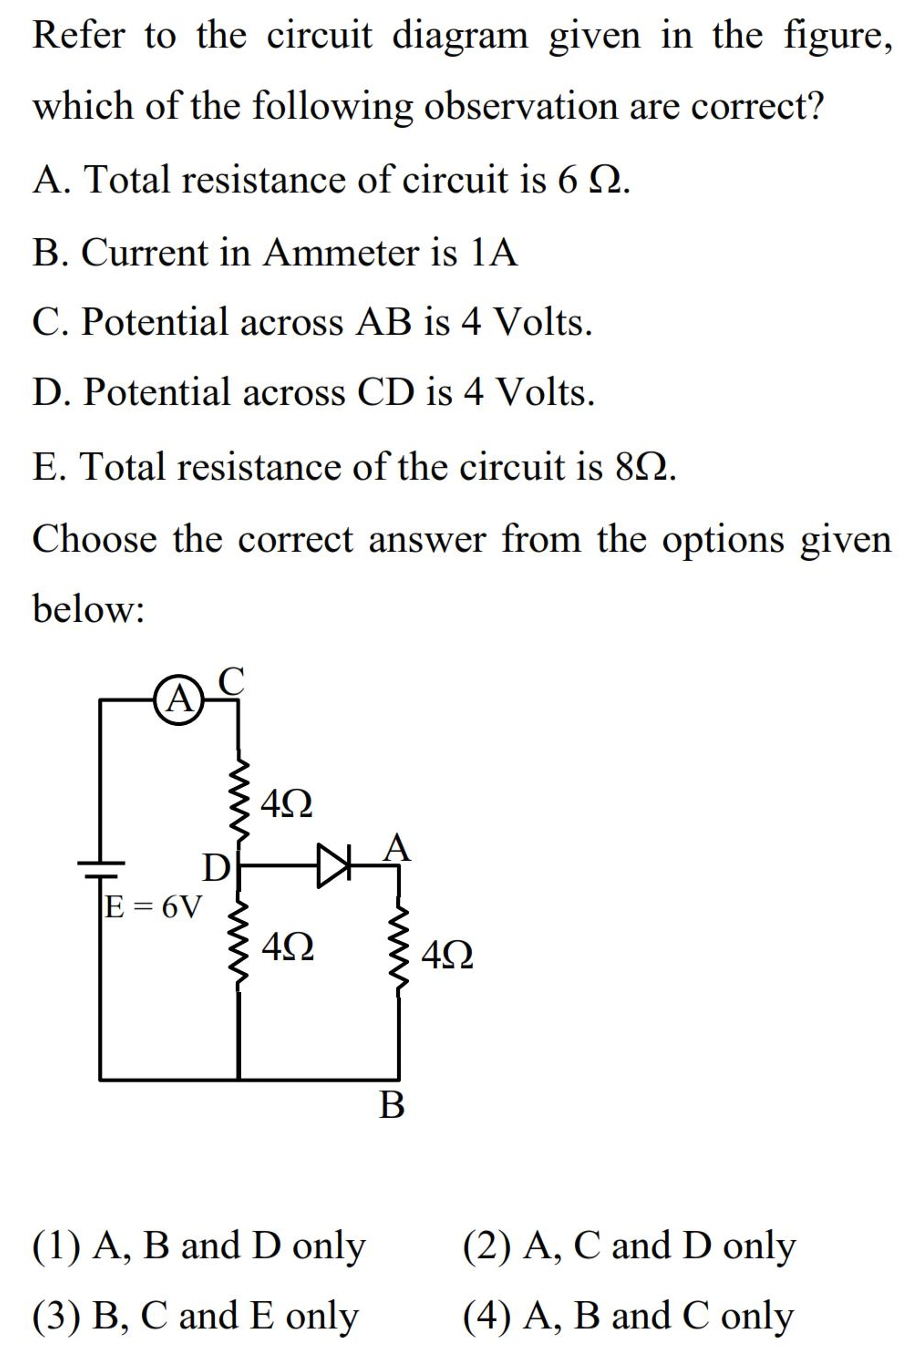 Refer to the circuit diagram given in the figure,
which of the following observation are correct?
A. Total resistance of circuit is 6 Ω.
B. Current in Ammeter is 1A
C. Potential across AB is 4 Volts.
D. Potential across CD is 4 Volts.
E. Total resistance of the circuit is 8Ω.
Choose the correct answer from the options given
below:
A C
4Ω
D A
E = 6V
4Ω 4Ω
B
(1) A, B and D only (2) A, C and D only
(3) B, C and E only (4) A, B and C only